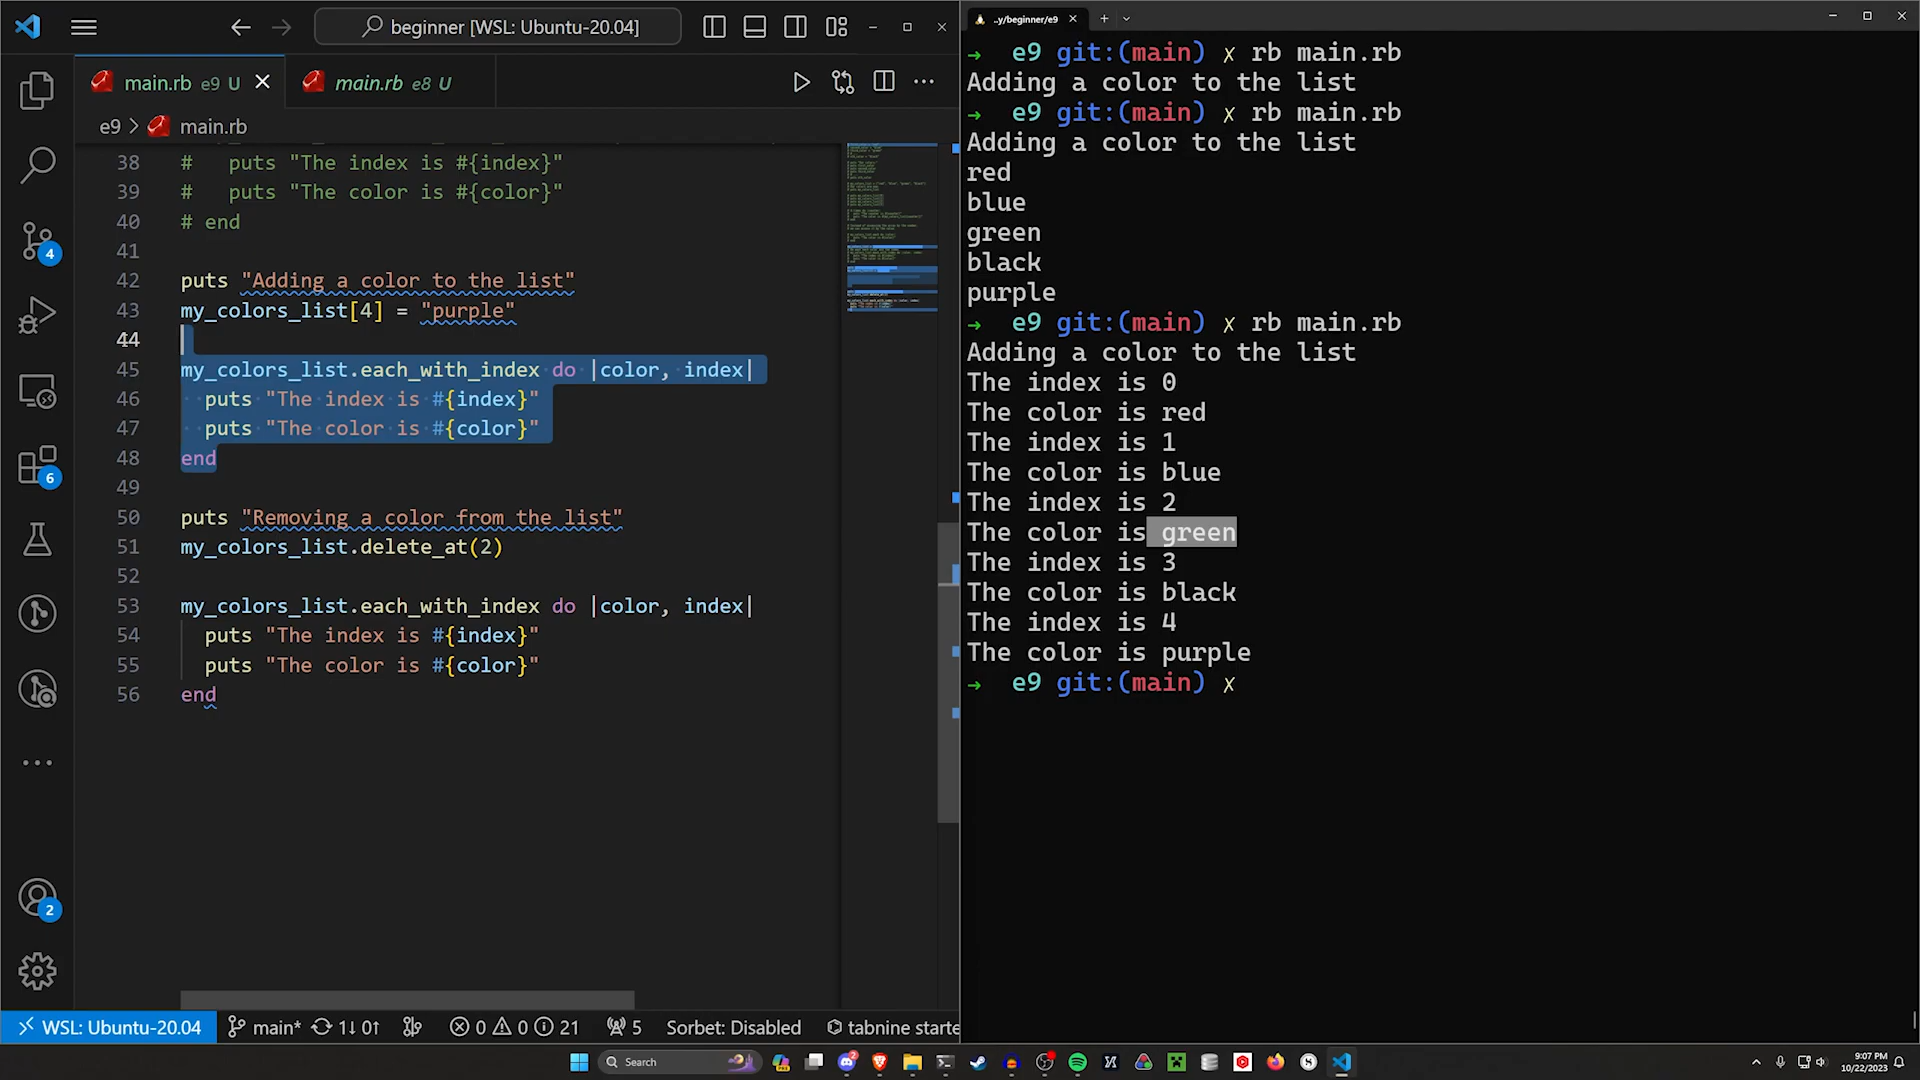 beginner [WSL: Ubuntu-20.04]
main.rb e9 U
main.rb e8 U
e9 > main.rb
38 #   puts "The index is #{index}"
39 #   puts "The color is #{color}"
40 # end
41
42 puts "Adding a color to the list"
43 my_colors_list[4] = "purple"
44
45 my_colors_list.each_with_index do |color, index|
46   puts "The index is #{index}"
47   puts "The color is #{color}"
48 end
49
50 puts "Removing a color from the list"
51 my_colors_list.delete_at(2)
52
53 my_colors_list.each_with_index do |color, index|
54   puts "The index is #{index}"
55   puts "The color is #{color}"
56 end
4
6
2
WSL: Ubuntu-20.04
main*
1↓ 0↑
0
0
21
5
Sorbet: Disabled
tabnine starte
..y/beginner/e9
→ e9 git:(main) ✗ rb main.rb
Adding a color to the list
→ e9 git:(main) ✗ rb main.rb
Adding a color to the list
red
blue
green
black
purple
→ e9 git:(main) ✗ rb main.rb
Adding a color to the list
The index is 0
The color is red
The index is 1
The color is blue
The index is 2
The color is green
The index is 3
The color is black
The index is 4
The color is purple
→ e9 git:(main) ✗
Search
9:07 PM
10/22/2023